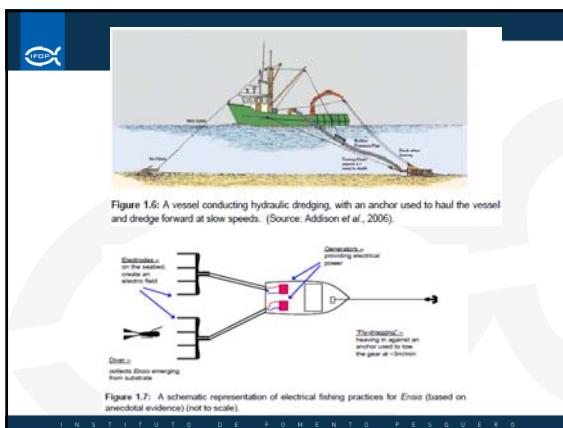 IFOP
Figure 1.6: A vessel conducting hydraulic dredging, with an anchor used to haul the vessel
and dredge forward at slow speeds. (Source: Addison et al., 2006).
Electrodes –
on the seabed,
create an
electric field
Generators –
providing electrical
power
Diver –
collects Ensis emerging
from substrate
"Fly-dragging" –
heaving in against an
anchor used to tow
the gear at ~3m/min
Figure 1.7: A schematic representation of electrical fishing practices for Ensis (based on
anecdotal evidence) (not to scale).
INSTITUTO DE FOMENTO PESQUERO